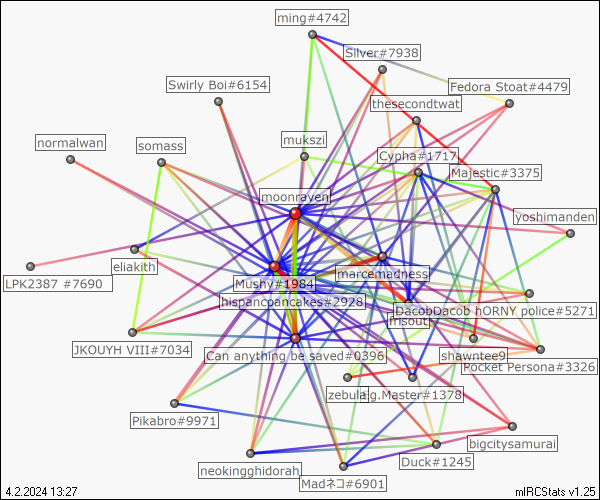 ming#4742
Silver#7938
Swirly Boi#6154
Fedora Stoat#4479
thesecondtwat
mukszi
normalwan
somass
Cypha#1717
Majestic#3375
moonraven
yoshimanden
eliakith
marcemadness
LPK2387 #7690
Mushy#1984
hispancpancakes#2928
DacobDacob
hORNY police#5271
msout
JKOUYH VIII#7034
Can anything be saved#0396
shawntee9
Pocket Persona#3326
zebula
g.Master#1378
Pikabro#9971
bigcitysamurai
Duck#1245
neokingghidorah
Madネコ#6901
4.2.2024 13:27
mIRCStats v1.25